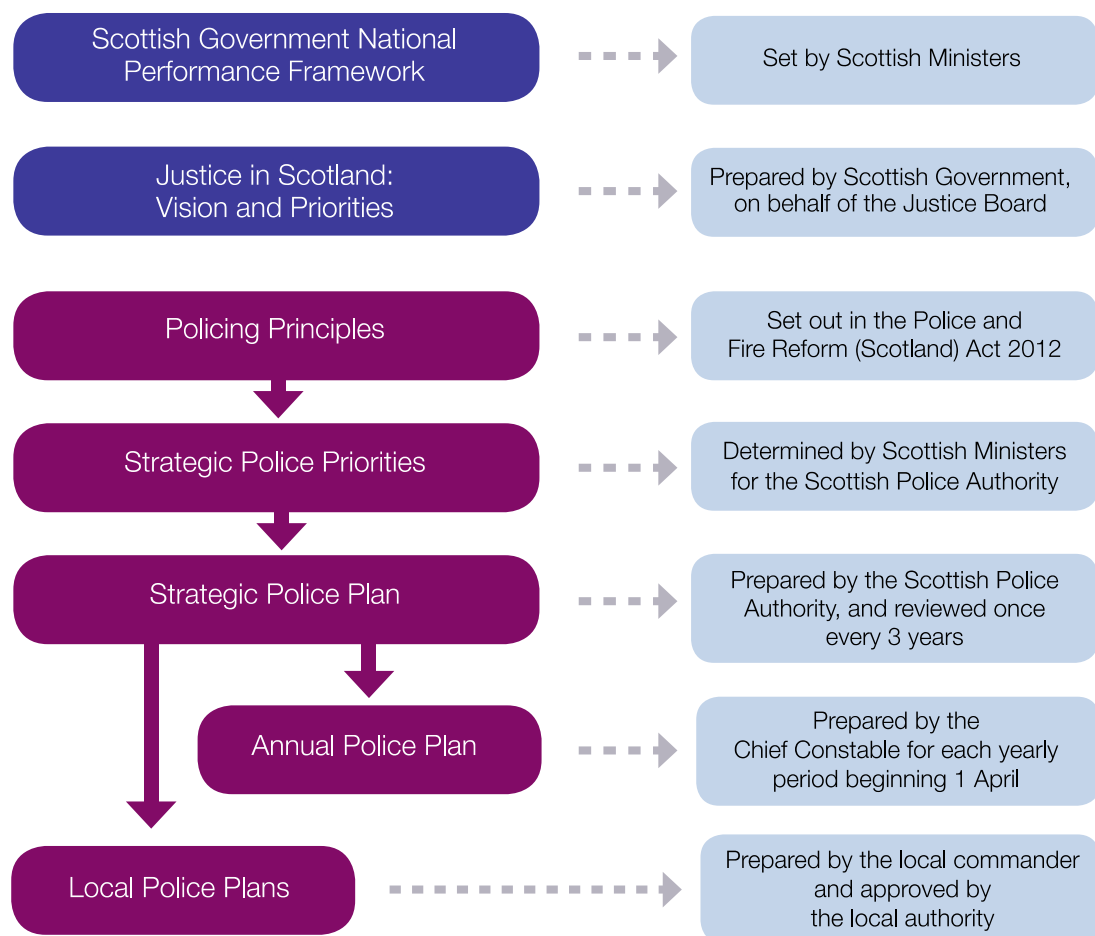 Scottish Government National
Performance Framework
Set by Scottish Ministers
Justice in Scotland:
Vision and Priorities
Prepared by Scottish Government,
on behalf of the Justice Board
Policing Principles
Set out in the Police and
Fire Reform (Scotland) Act 2012
Strategic Police Priorities
Determined by Scottish Ministers
for the Scottish Police Authority
Strategic Police Plan
Prepared by the Scottish Police
Authority, and reviewed once
every 3 years
Annual Police Plan
Prepared by the
Chief Constable for each yearly
period beginning 1 April
Local Police Plans
Prepared by the local commander
and approved by
the local authority